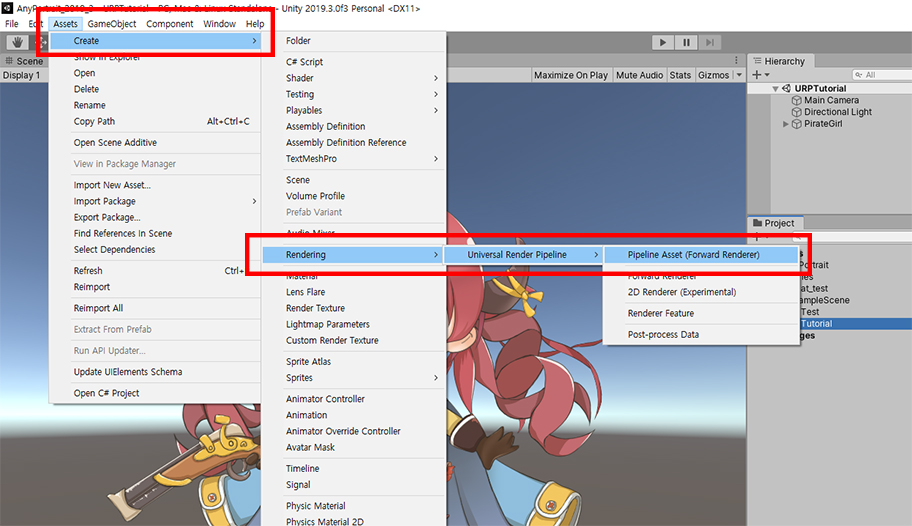 AnyPortrait_2019_3 - URPTutorial - PC, Mac & Linux Standalone - Unity 2019.3.0f3 Personal <DX11>
File Edit Assets GameObject Component Window Help
Create
Scene
Display 1
Show in Explorer
Open
Delete
Rename
Copy Path Alt+Ctrl+C
Open Scene Additive
View in Package Manager
Import New Asset...
Import Package
Export Package...
Find References In Scene
Select Dependencies
Refresh Ctrl+
Reimport
Reimport All
Extract From Prefab
Run API Updater...
Update UIElements Schema
Open C# Project
Folder
C# Script
Shader
Testing
Playables
Assembly Definition
Assembly Definition Reference
TextMeshPro
Scene
Volume Profile
Prefab Variant
Audio Mixer
Rendering
Material
Lens Flare
Render Texture
Lightmap Parameters
Custom Render Texture
Sprite Atlas
Sprites
Animator Controller
Animation
Animator Override Controller
Avatar Mask
Timeline
Signal
Physic Material
Physics Material 2D
Universal Render Pipeline
Pipeline Asset (Forward Renderer)
Forward Renderer
2D Renderer (Experimental)
Renderer Feature
Post-process Data
Maximize On Play Mute Audio Stats Gizmos
Hierarchy
All
URPTutorial
Main Camera
Directional Light
PirateGirl
Project
s
Portrait
es
at_test
ampleScene
Test
Tutorial
ges